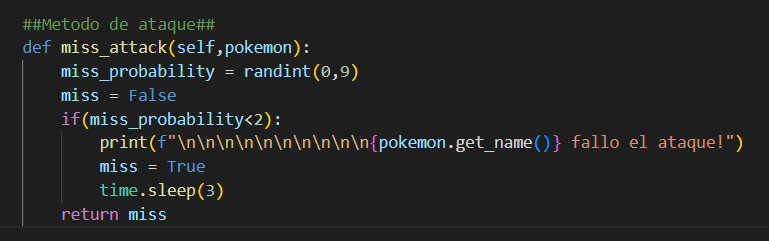 ##Metodo de ataque##
def miss_attack(self,pokemon):
    miss_probability = randint(0,9)
    miss = False
    if(miss_probability<2):
        print(f"\n\n\n\n\n\n\n\n\n\n{pokemon.get_name()} fallo el ataque!")
        miss = True
        time.sleep(3)
    return miss